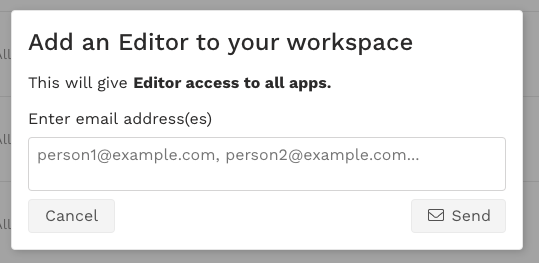 Add an Editor to your workspace
This will give Editor access to all apps.
Enter email address(es)
person1@example.com, person2@example.com...
Cancel
Send